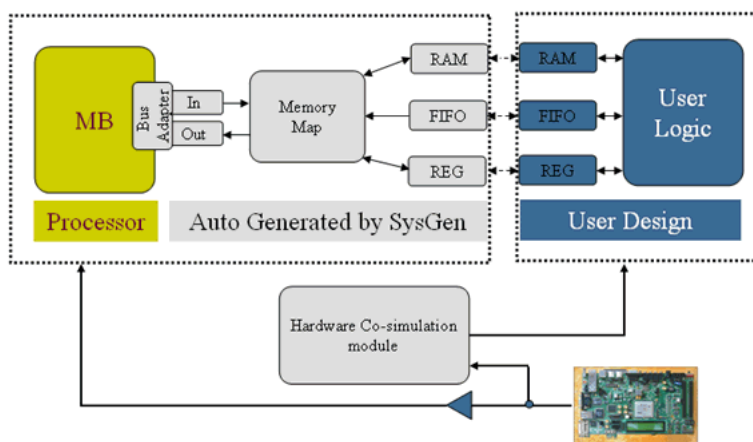 MB
Bus
Adapter
In
Out
Memory
Map
RAM
FIFO
REG
RAM
FIFO
REG
User
Logic
Processor
Auto Generated by SysGen
User Design
Hardware Co-simulation
module